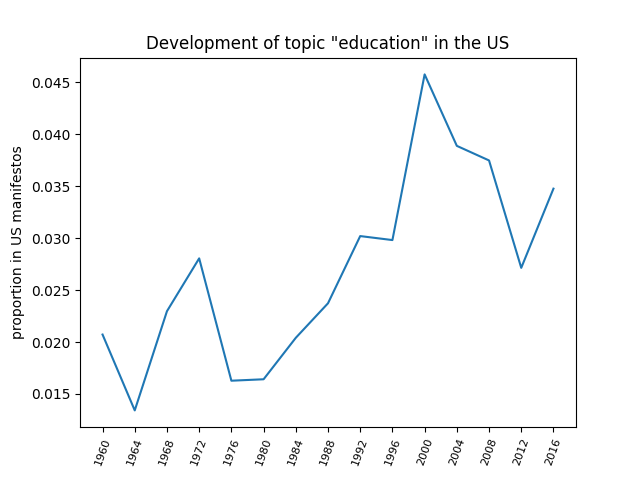 Development of topic "education" in the US
proportion in US manifestos
0.045
0.040
0.035
0.030
0.025
0.020
0.015
1960 1964 1968 1972 1976 1980 1984 1988 1992 1996 2000 2004 2008 2012 2016